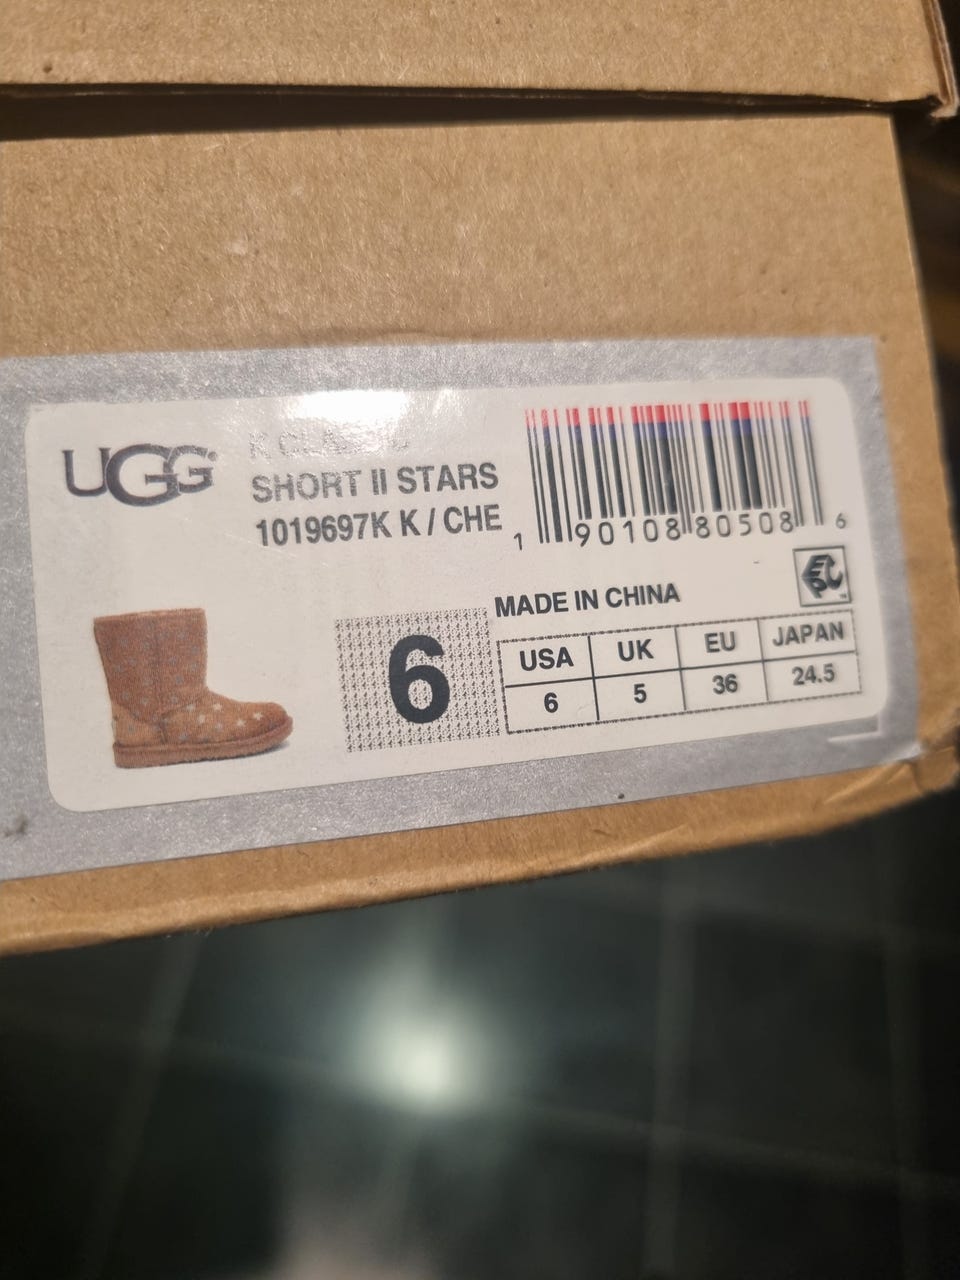 UGG
K CLASSIC
SHORT II STARS
1019697K K / CHE
1 90108 80508 6
MADE IN CHINA
6
USA UK EU JAPAN
6 5 36 24.5